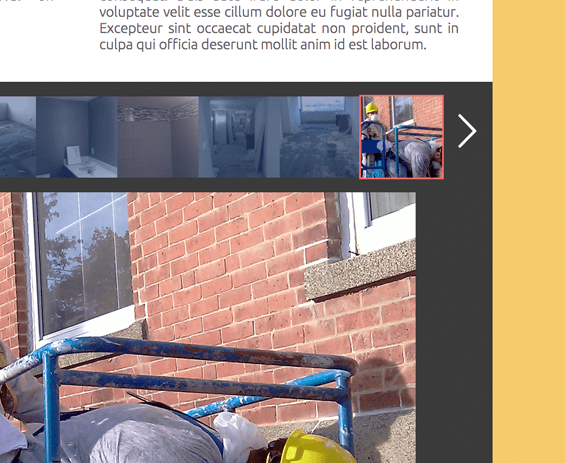 voluptate velit esse cillum dolore eu fugiat nulla pariatur.
Excepteur sint occaecat cupidatat non proident, sunt in
culpa qui officia deserunt mollit anim id est laborum.